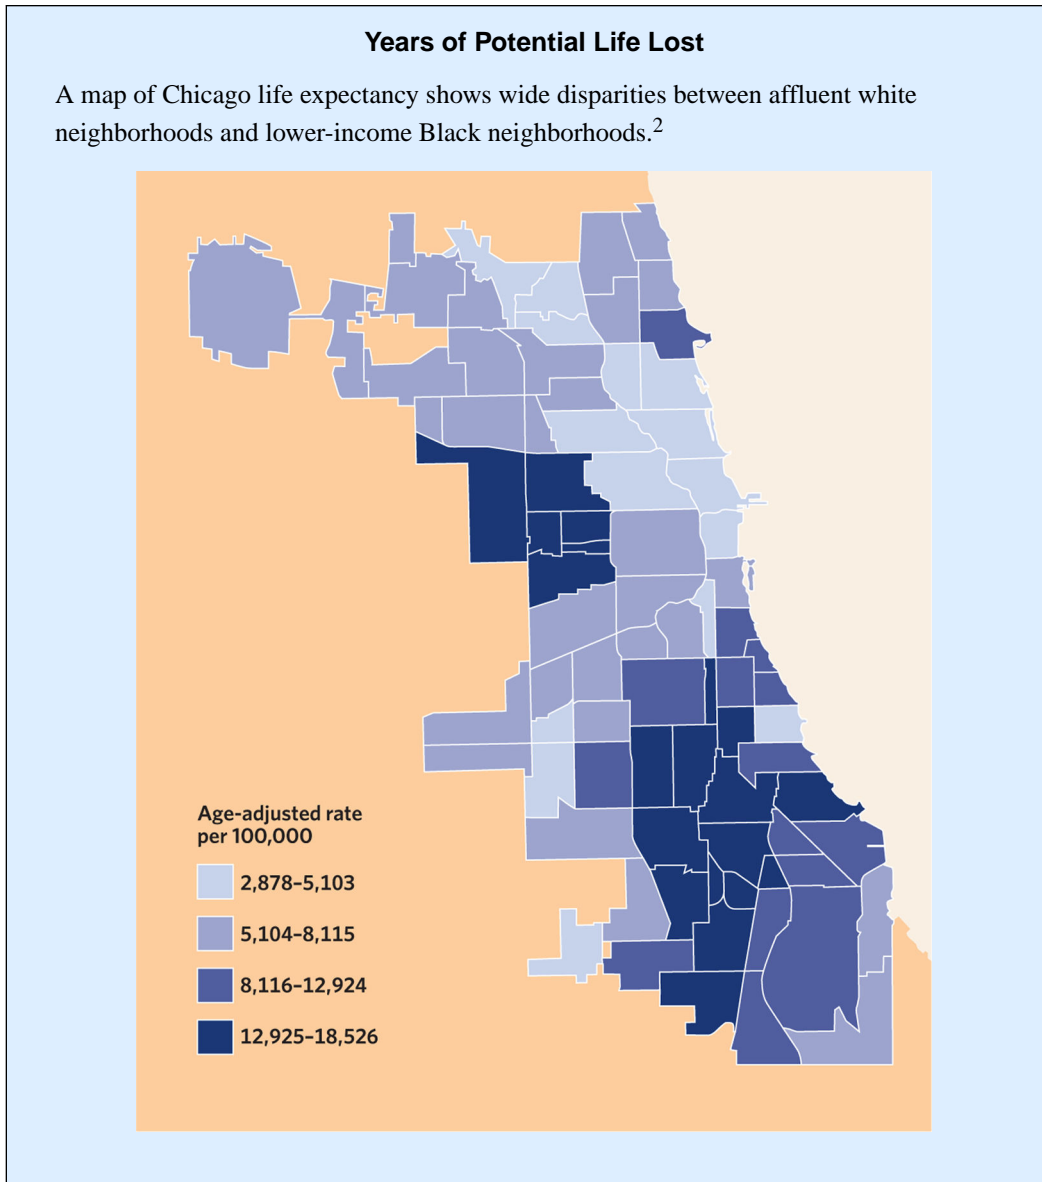 Years of Potential Life Lost
A map of Chicago life expectancy shows wide disparities between affluent white
neighborhoods and lower-income Black neighborhoods.2
Age-adjusted rate
per 100,000
2,878–5,103
5,104–8,115
8,116–12,924
12,925–18,526